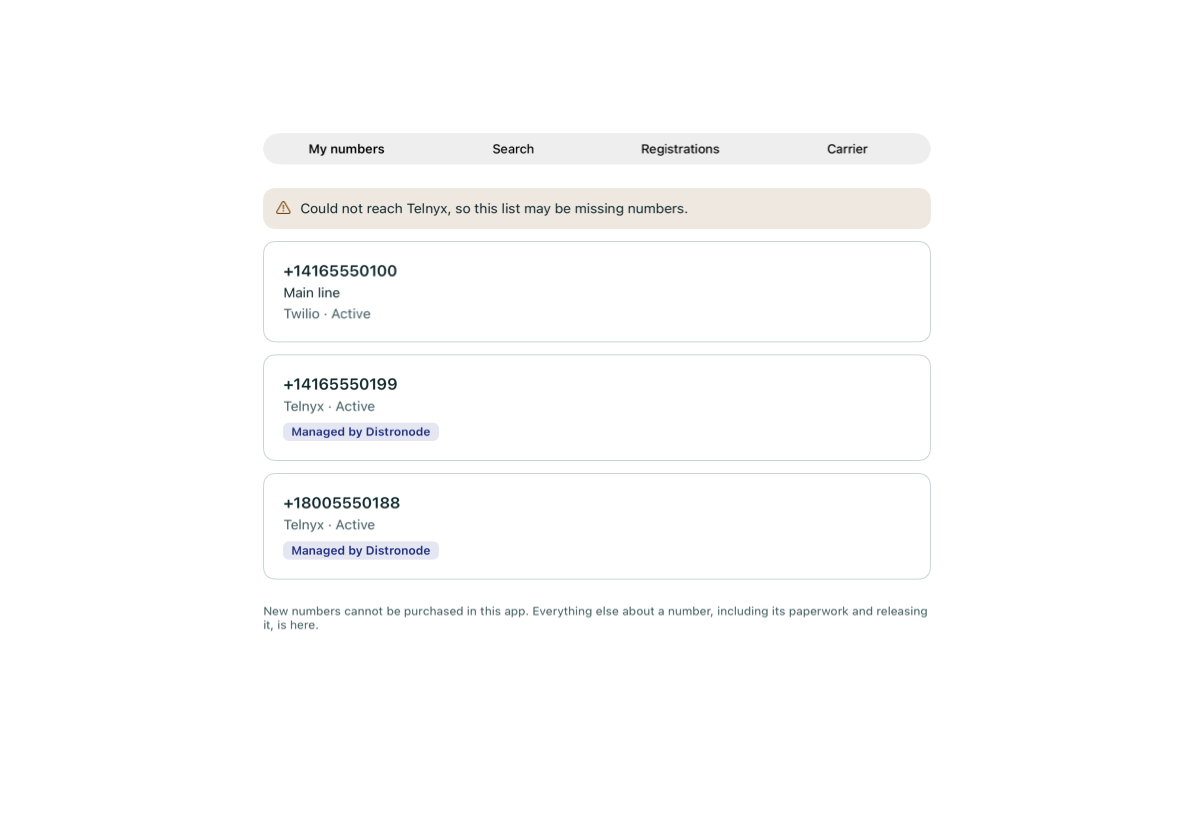 My numbers
Search
Registrations
Carrier
Could not reach Telnyx, so this list may be missing numbers.
+14165550100
Main line
Twilio · Active
+14165550199
Telnyx · Active
Managed by Distronode
+18005550188
Telnyx · Active
Managed by Distronode
New numbers cannot be purchased in this app. Everything else about a number, including its paperwork and releasing
it, is here.